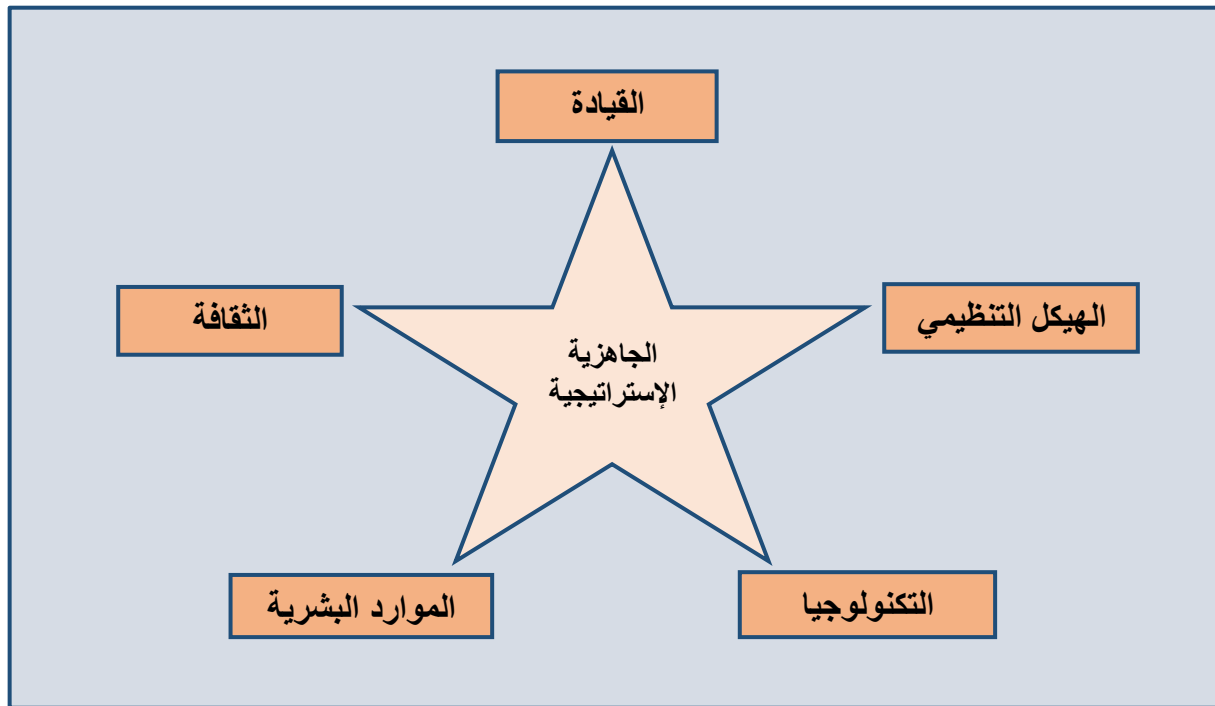 القيادة
الهيكل التنظيمي
الثقافة
الجاهزية
الإستراتيجية
التكنولوجيا
الموارد البشرية